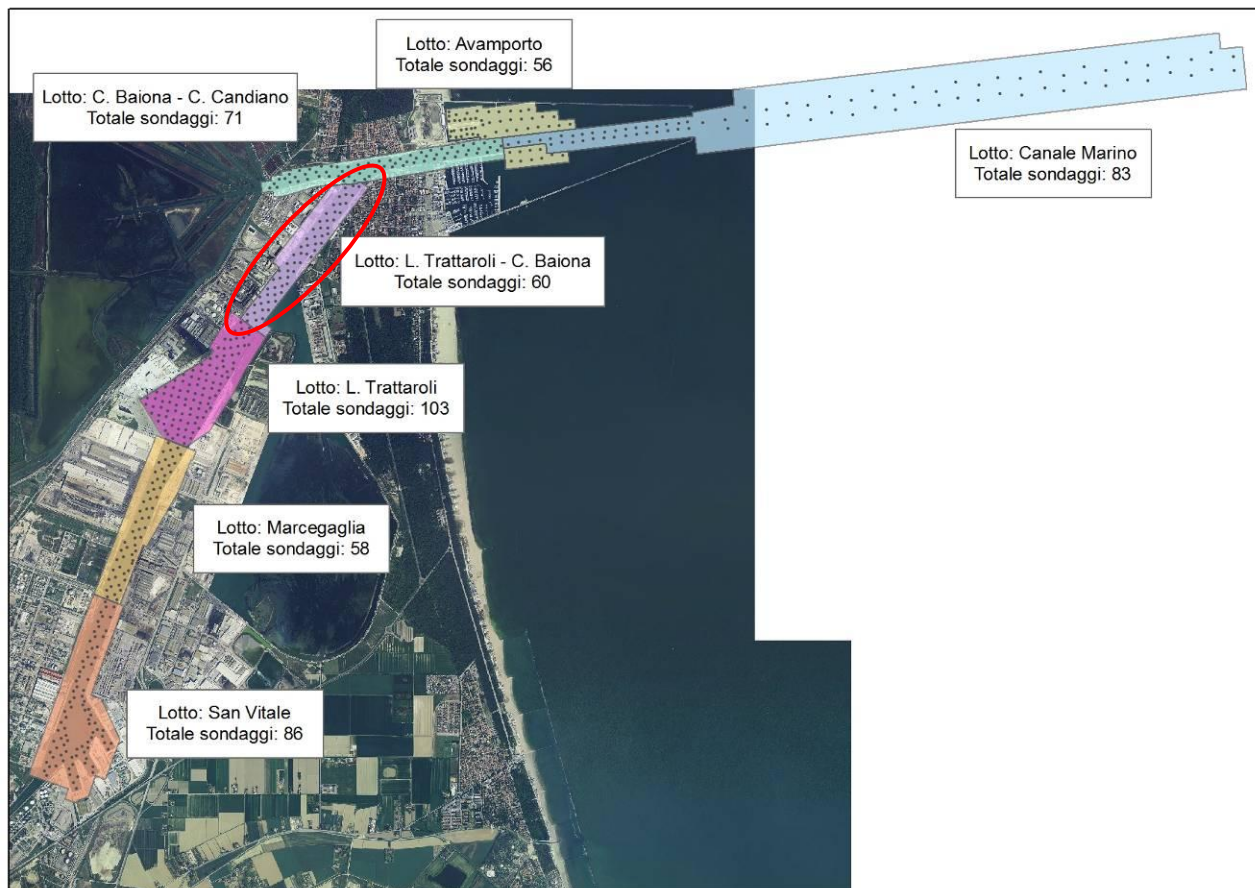 Lotto: Avamporto
Totale sondaggi: 56
Lotto: C. Baiona - C. Candiano
Totale sondaggi: 71
Lotto: Canale Marino
Totale sondaggi: 83
Lotto: L. Trattaroli - C. Baiona
Totale sondaggi: 60
Lotto: L. Trattaroli
Totale sondaggi: 103
Lotto: Marcegaglia
Totale sondaggi: 58
Lotto: San Vitale
Totale sondaggi: 86